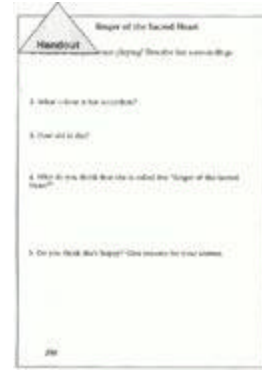 Singer of the Sacred Heart
Handout
playing? Describe her surroundings.
2. What colour is her accordion?
3. How old is she?
4. Why do you think that she is called the "Singer of the Sacred
Heart"?
5. Do you think she's happy? Give reasons for your answer.